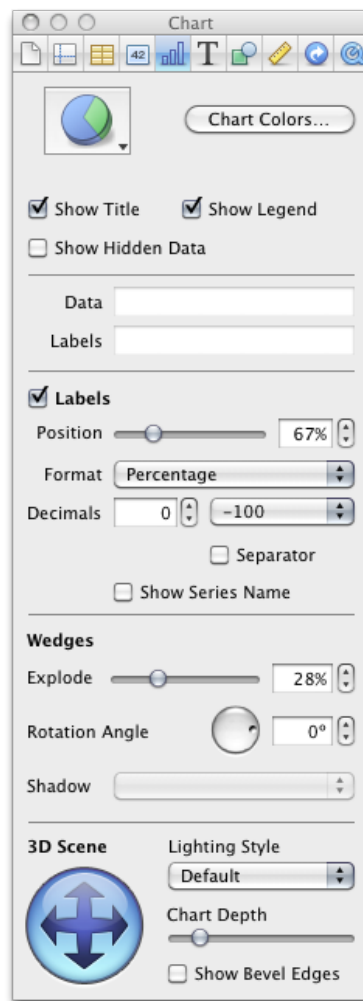 Chart
42
T
Chart Colors...
Show Title Show Legend
Show Hidden Data
Data
Labels
Labels
Position 67%
Format Percentage
Decimals 0 -100
Separator
Show Series Name
Wedges
Explode 28%
Rotation Angle 0°
Shadow
3D Scene Lighting Style
Default
Chart Depth
Show Bevel Edges